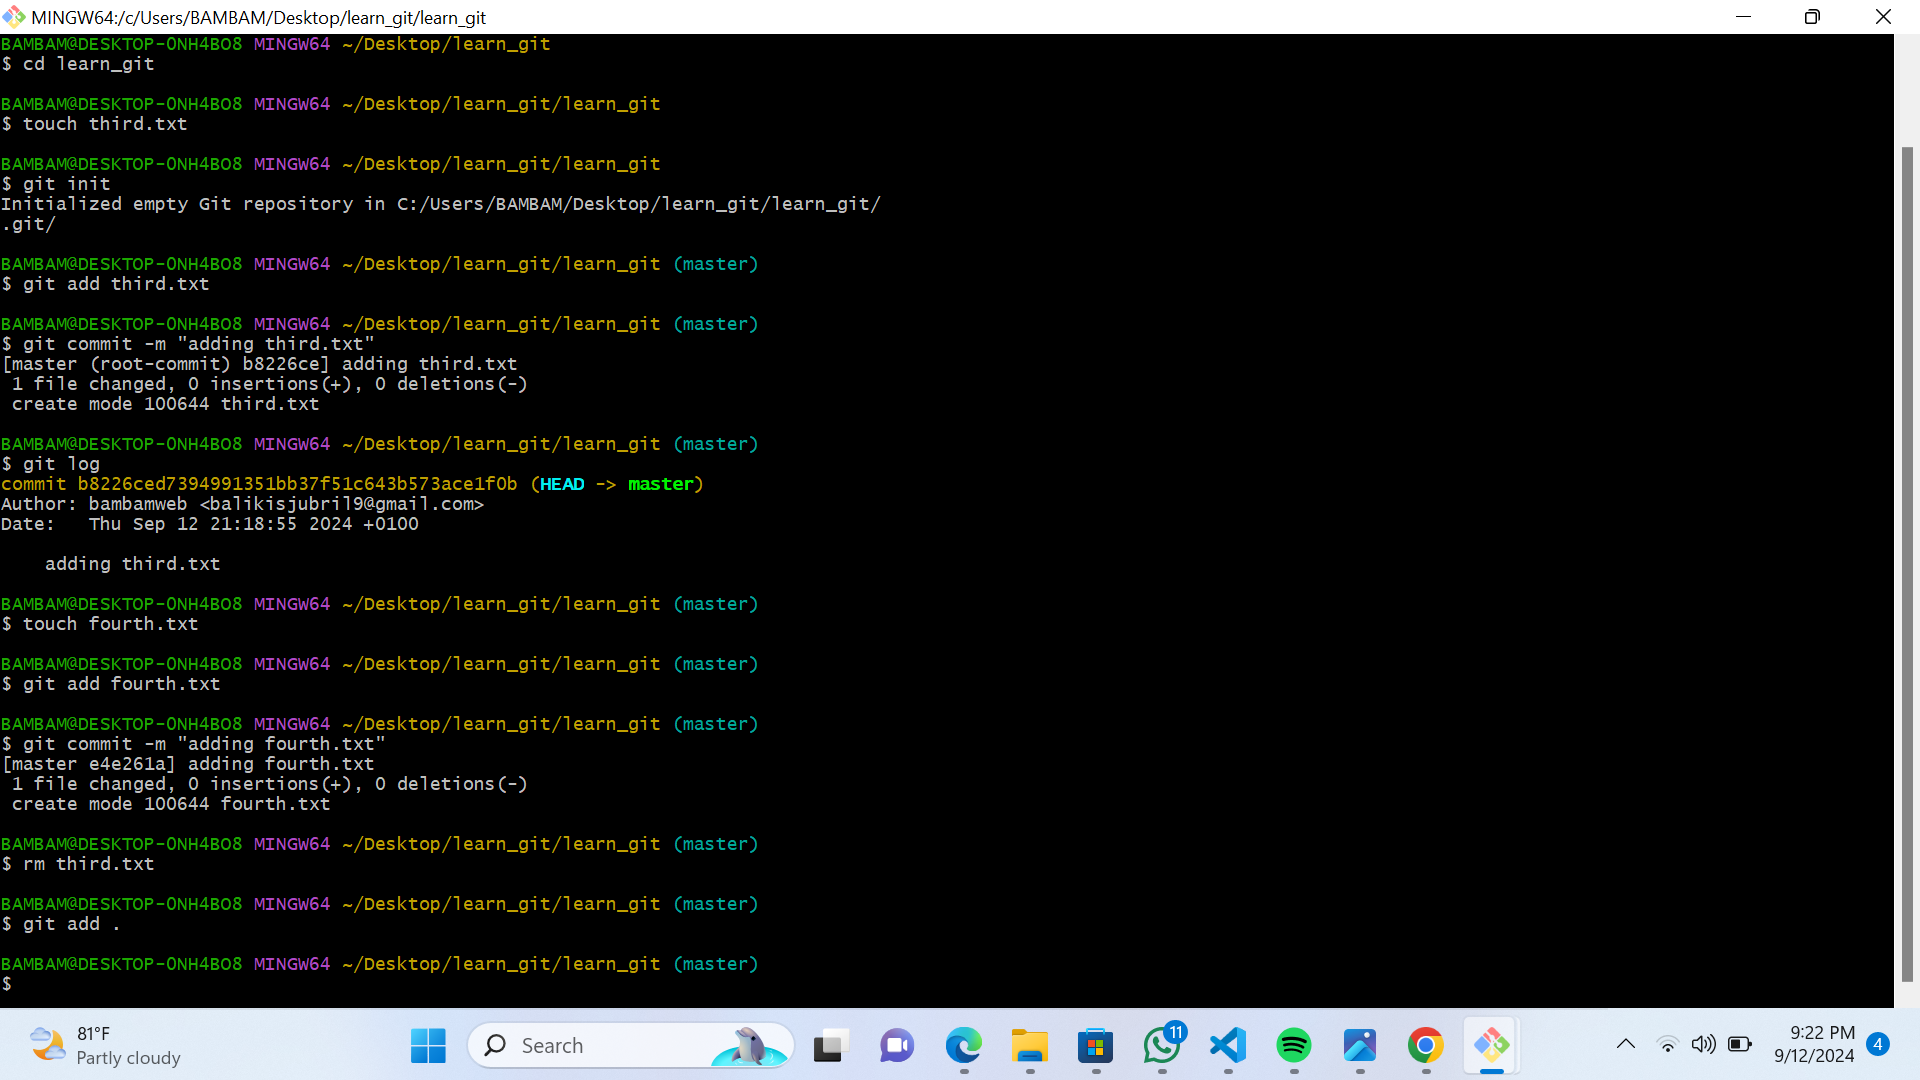 MINGW64:/c/Users/BAMBAM/Desktop/learn_git/learn_git
BAMBAM@DESKTOP-0NH4BO8 MINGW64 ~/Desktop/learn_git
$ cd learn_git
BAMBAM@DESKTOP-0NH4BO8 MINGW64 ~/Desktop/learn_git/learn_git
$ touch third.txt
BAMBAM@DESKTOP-0NH4BO8 MINGW64 ~/Desktop/learn_git/learn_git
$ git init
Initialized empty Git repository in C:/Users/BAMBAM/Desktop/learn_git/learn_git/
.git/
BAMBAM@DESKTOP-0NH4BO8 MINGW64 ~/Desktop/learn_git/learn_git (master)
$ git add third.txt
BAMBAM@DESKTOP-0NH4BO8 MINGW64 ~/Desktop/learn_git/learn_git (master)
$ git commit -m "adding third.txt"
[master (root-commit) b8226ce] adding third.txt
 1 file changed, 0 insertions(+), 0 deletions(-)
 create mode 100644 third.txt
BAMBAM@DESKTOP-0NH4BO8 MINGW64 ~/Desktop/learn_git/learn_git (master)
$ git log
commit b8226ced7394991351bb37f51c643b573ace1f0b (HEAD -> master)
Author: bambamweb <balikisjubril9@gmail.com>
Date:   Thu Sep 12 21:18:55 2024 +0100
    adding third.txt
BAMBAM@DESKTOP-0NH4BO8 MINGW64 ~/Desktop/learn_git/learn_git (master)
$ touch fourth.txt
BAMBAM@DESKTOP-0NH4BO8 MINGW64 ~/Desktop/learn_git/learn_git (master)
$ git add fourth.txt
BAMBAM@DESKTOP-0NH4BO8 MINGW64 ~/Desktop/learn_git/learn_git (master)
$ git commit -m "adding fourth.txt"
[master e4e261a] adding fourth.txt
 1 file changed, 0 insertions(+), 0 deletions(-)
 create mode 100644 fourth.txt
BAMBAM@DESKTOP-0NH4BO8 MINGW64 ~/Desktop/learn_git/learn_git (master)
$ rm third.txt
BAMBAM@DESKTOP-0NH4BO8 MINGW64 ~/Desktop/learn_git/learn_git (master)
$ git add .
BAMBAM@DESKTOP-0NH4BO8 MINGW64 ~/Desktop/learn_git/learn_git (master)
$
81°F
Partly cloudy
Search
11
9:22 PM
9/12/2024
4